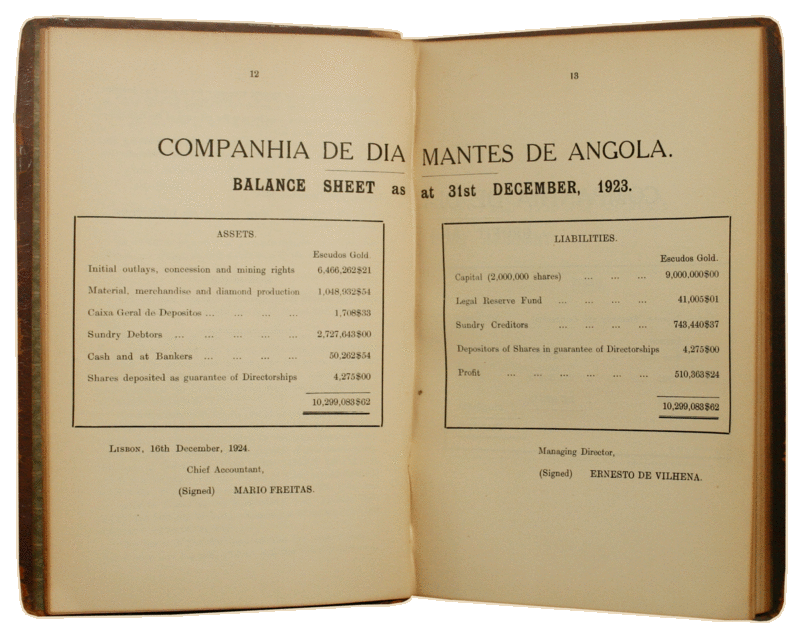 12
COMPANHIA DE DIA
BALANCE SHEET as
ASSETS.
Escudos Gold.
Initial outlays, concession and mining rights 6,466,262$21
Material, merchandise and diamond production 1,048,932$54
Caixa Geral de Depositos ... ... ... ... 1,708$33
Sundry Debtors ... ... ... ... ... 2,727,643$00
Cash and at Bankers ... ... ... ... 50,262$54
Shares deposited as guarantee of Directorships 4,275$00
10,299,083$62
LISBON, 16th December, 1924.
Chief Accountant,
(Signed) MARIO FREITAS.
13
MANTES DE ANGOLA.
at 31st DECEMBER, 1923.
LIABILITIES.
Escudos Gold.
Capital (2,000,000 shares) ... ... ... 9,000,000$00
Legal Reserve Fund ... ... ... 41,005$01
Sundry Creditors ... ... ... 743,440$37
Depositors of Shares in guarantee of Directorships 4,275$00
Profit ... ... ... ... ... ... 510,363$24
10,299,083$62
Managing Director,
(Signed) ERNESTO DE VILHENA.